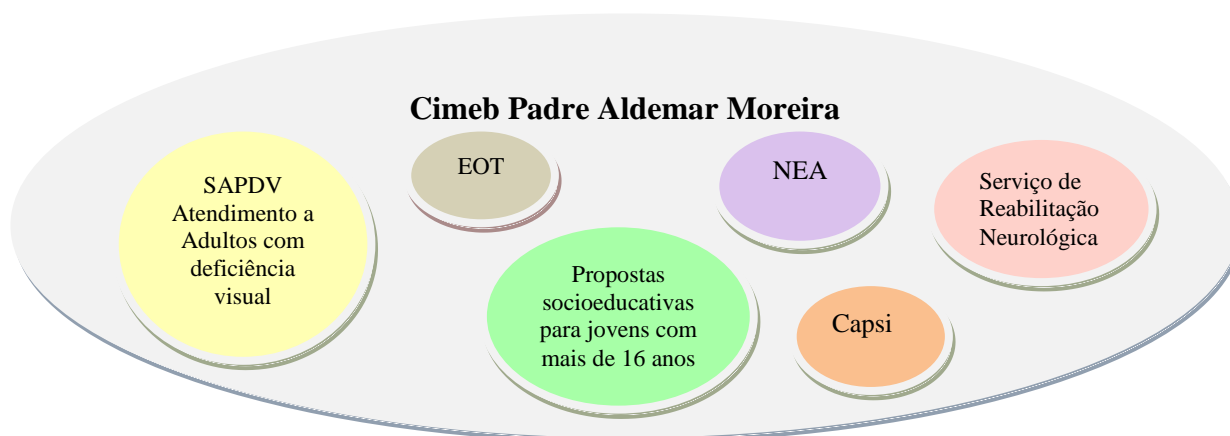 Cimeb Padre Aldemar Moreira
SAPDV
Atendimento a
Adultos com
deficiência
visual
EOT
Propostas
socioeducativas
para jovens com
mais de 16 anos
NEA
Capsi
Serviço de
Reabilitação
Neurológica